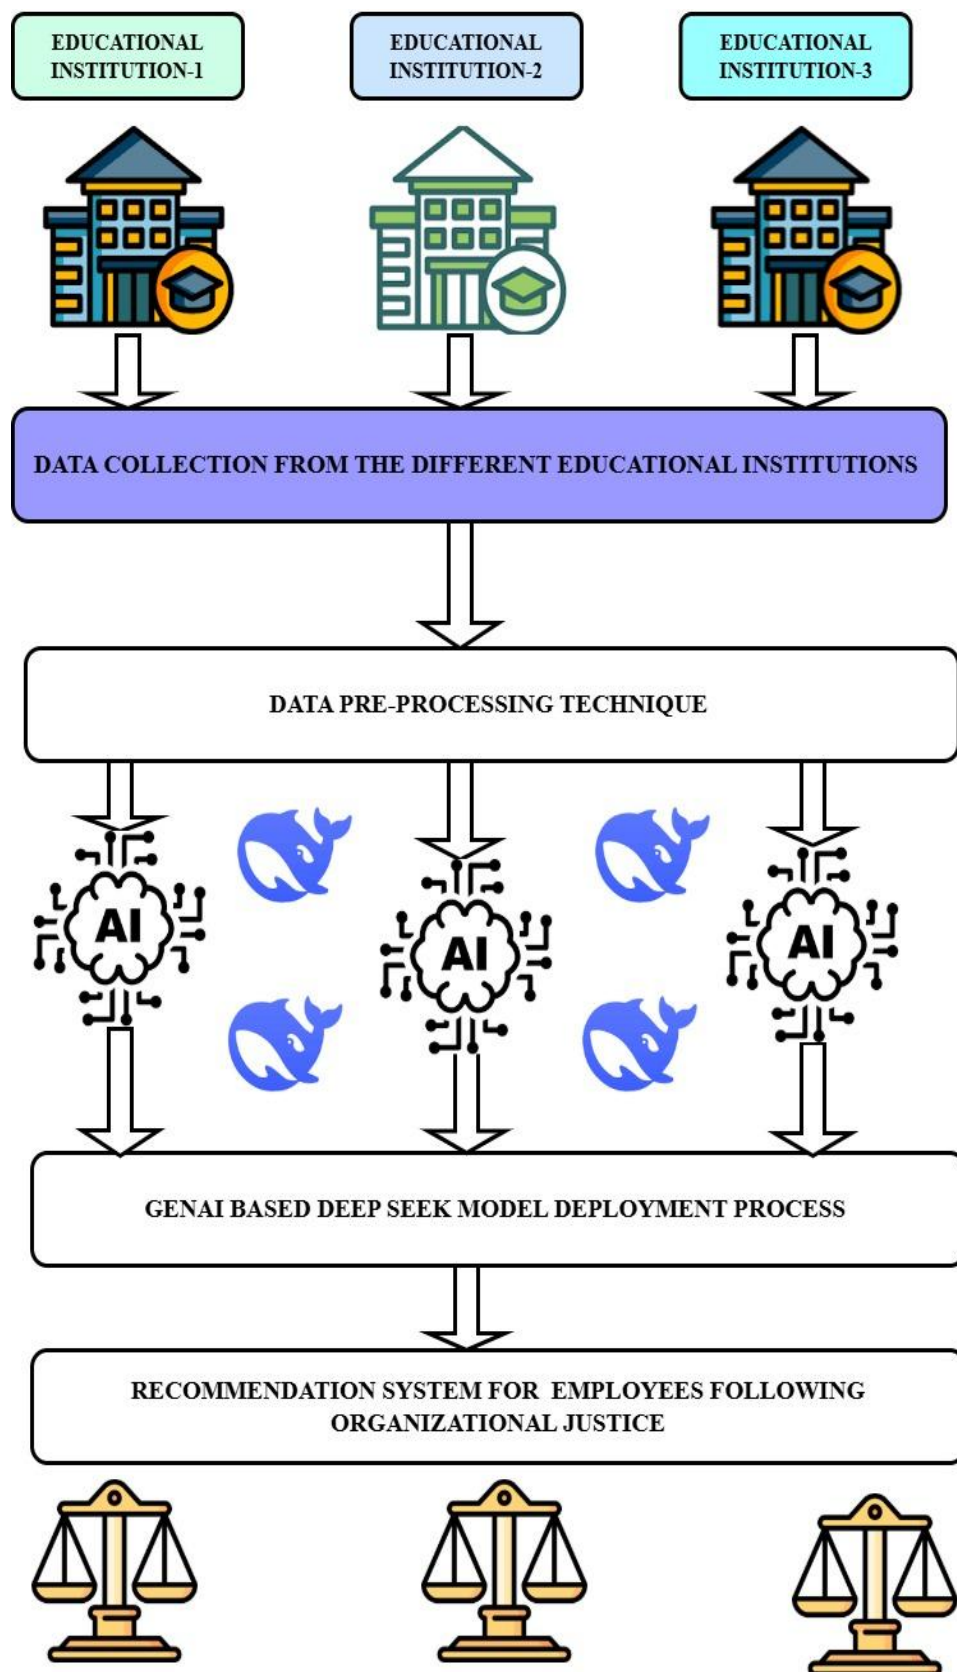 EDUCATIONAL
INSTITUTION-1
EDUCATIONAL
INSTITUTION-2
EDUCATIONAL
INSTITUTION-3
DATA COLLECTION FROM THE DIFFERENT EDUCATIONAL INSTITUTIONS
DATA PRE-PROCESSING TECHNIQUE
AI
AI
AI
GENAI BASED DEEP SEEK MODEL DEPLOYMENT PROCESS
RECOMMENDATION SYSTEM FOR EMPLOYEES FOLLOWING
ORGANIZATIONAL JUSTICE